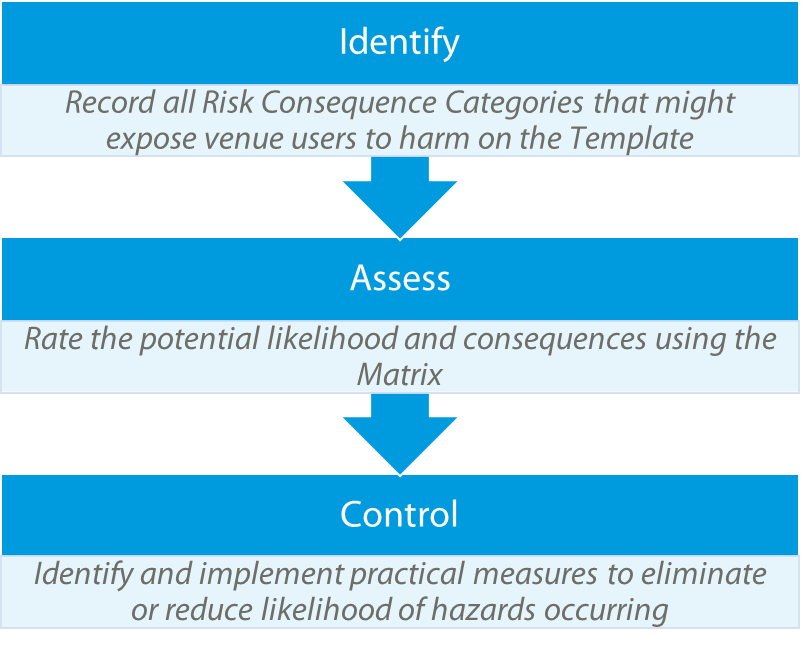 Identify
Record all Risk Consequence Categories that might
expose venue users to harm on the Template
Assess
Rate the potential likelihood and consequences using the
Matrix
Control
Identify and implement practical measures to eliminate
or reduce likelihood of hazards occurring